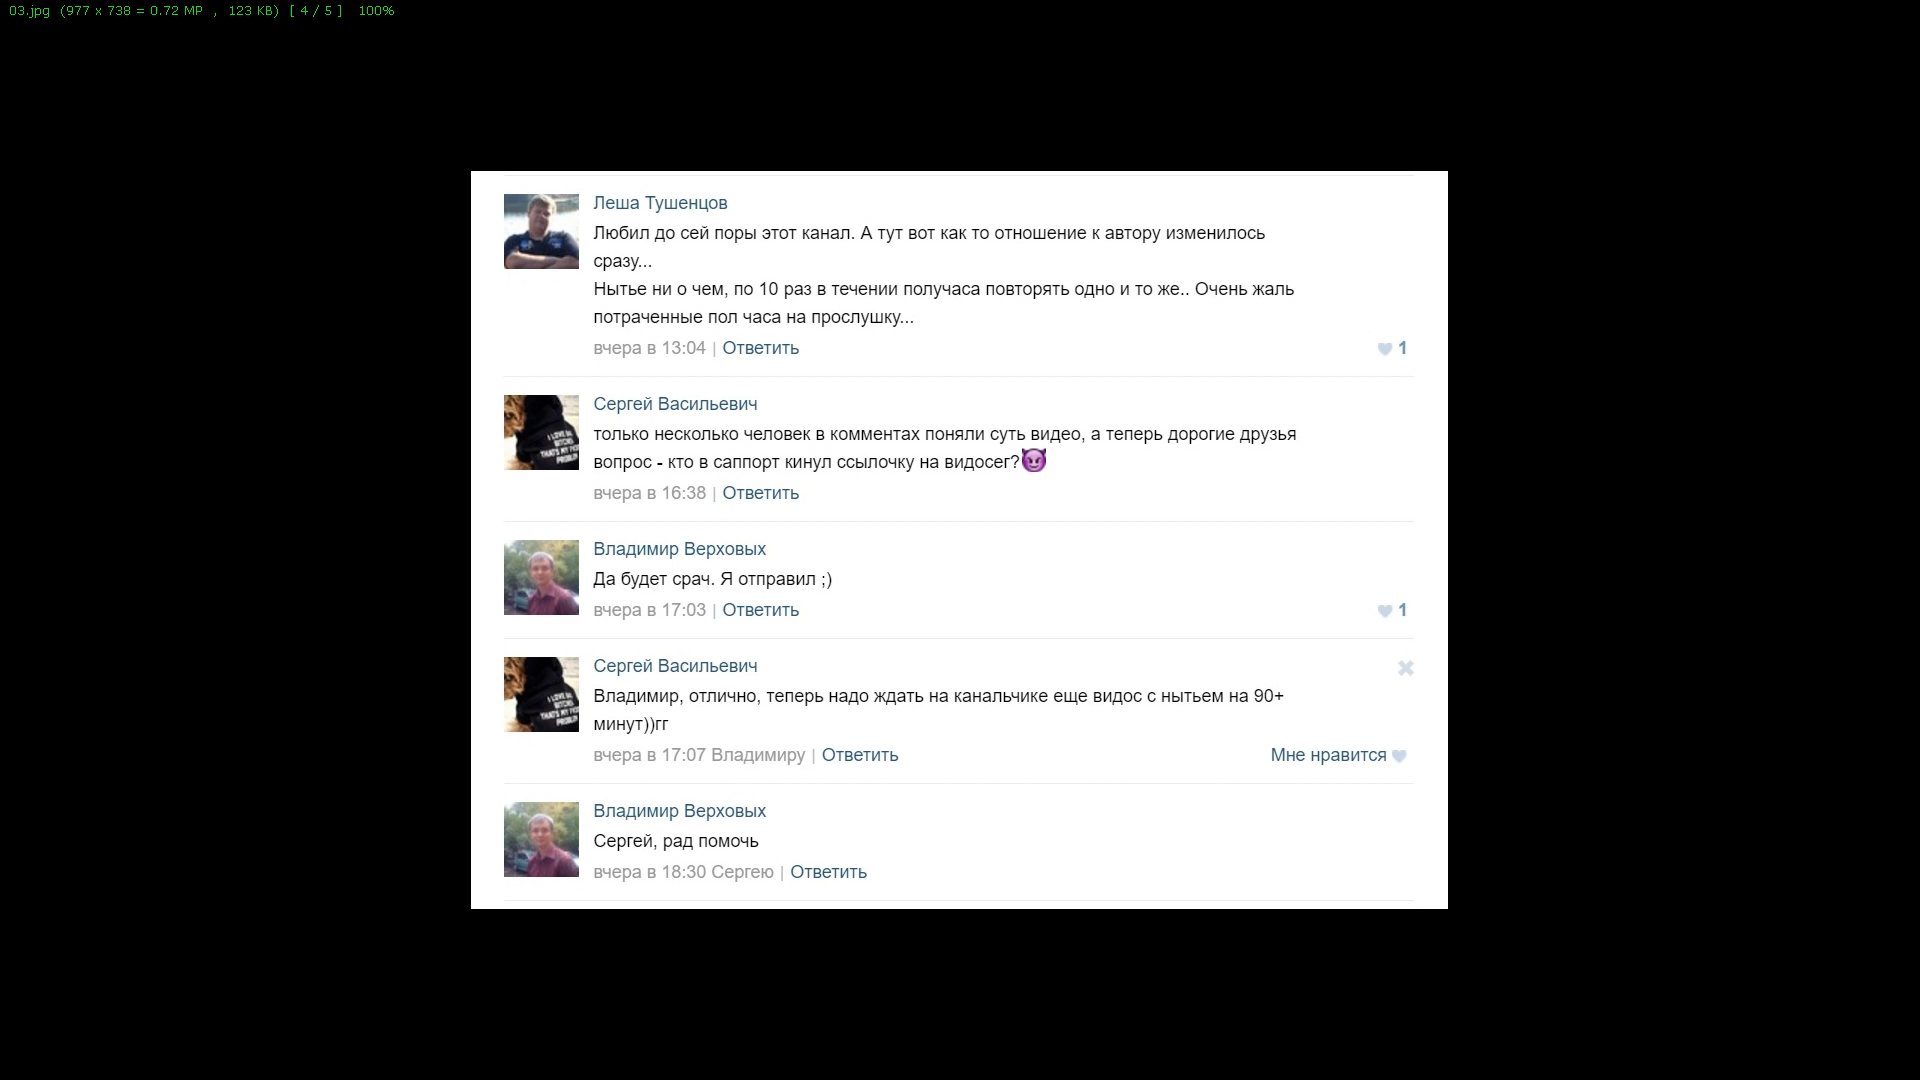 03.jpg (977 x 738 = 0.72 MP , 123 KB) [ 4 / 5 ] 100%
Леша Тушенцов
Любил до сей поры этот канал. А тут вот как то отношение к автору изменилось
сразу...
Нытье ни о чем, по 10 раз в течении получаса повторять одно и то же.. Очень жаль
потраченные пол часа на прослушку...
вчера в 13:04 | Ответить
1
Сергей Васильевич
только несколько человек в комментах поняли суть видео, а теперь дорогие друзья
вопрос - кто в саппорт кинул ссылочку на видосег?😈
вчера в 16:38 | Ответить
Владимир Верховых
Да будет срач. Я отправил ;)
вчера в 17:03 | Ответить
1
Сергей Васильевич
Владимир, отлично, теперь надо ждать на канальчике еще видос с нытьем на 90+
минут))гг
вчера в 17:07 Владимиру | Ответить
Мне нравится
Владимир Верховых
Сергей, рад помочь
вчера в 18:30 Сергею | Ответить